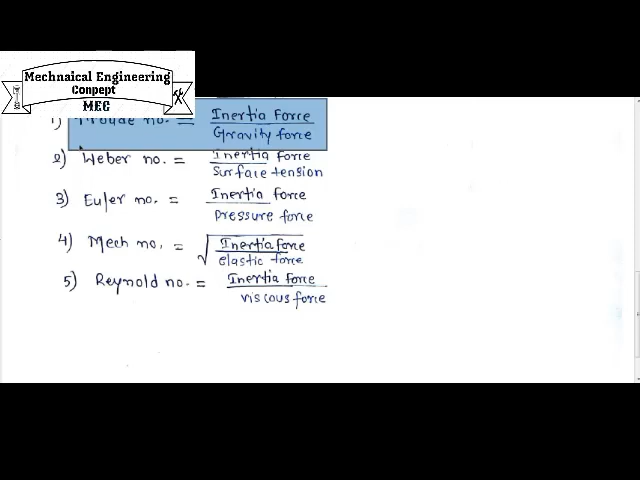 Mechnaical Engineering
Conpept
MEC
1) Froude no. = Inertia Force / Gravity force
2) Weber no. = Inertia Force / Surface tension
3) Euler no. = Inertia Force / pressure force
4) Mech no. = √ Inertia force / elastic force
5) Reynold no. = Inertia Force / viscous force